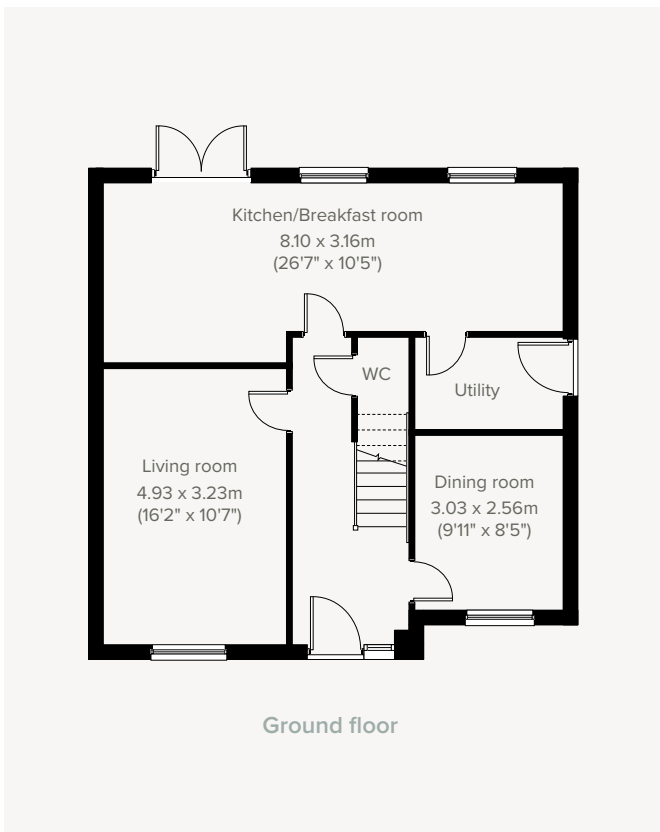 Kitchen/Breakfast room
8.10 x 3.16m
(26'7" x 10'5")
WC
Utility
Living room
4.93 x 3.23m
(16'2" x 10'7")
Dining room
3.03 x 2.56m
(9'11" x 8'5")
Ground floor